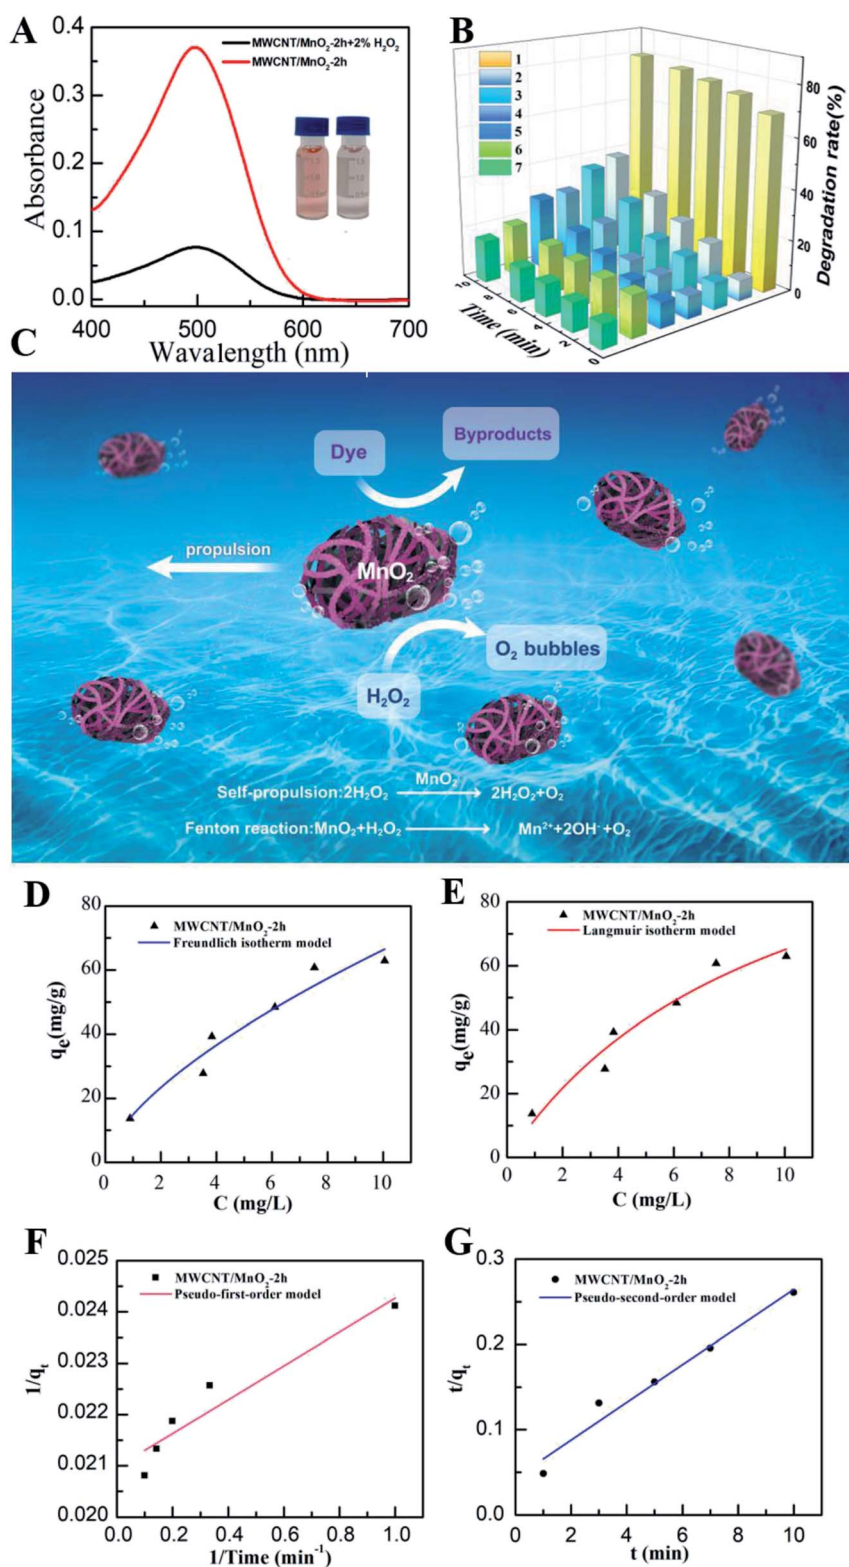 A
0.4
0.3
0.2
0.1
0.0
Absorbance
MWCNT/MnO₂-2h+2% H₂O₂
MWCNT/MnO₂-2h
400
500
600
700
Wavalength (nm)
B
1
2
3
4
5
6
7
80
60
40
20
0
Degradation rate(%)
10
8
6
4
2
0
Time (min)
C
Dye
Byproducts
propulsion
MnO₂
O₂ bubbles
H₂O₂
MnO₂
Self-propulsion:2H₂O₂ → 2H₂O₂+O₂
Fenton reaction:MnO₂+H₂O₂ → Mn²⁺+2OH⁻+O₂
D
80
60
40
20
0
qe(mg/g)
MWCNT/MnO₂-2h
Freundlich isotherm model
0
2
4
6
8
10
C (mg/L)
E
80
60
40
20
0
qe(mg/g)
MWCNT/MnO₂-2h
Langmuir isotherm model
0
2
4
6
8
10
C (mg/L)
F
0.025
0.024
0.023
0.022
0.021
0.020
1/qt
MWCNT/MnO₂-2h
Pseudo-first-order model
0.0
0.2
0.4
0.6
0.8
1.0
1/Time (min⁻¹)
G
0.3
0.2
0.1
0.0
t/qt
MWCNT/MnO₂-2h
Pseudo-second-order model
0
2
4
6
8
10
t (min)